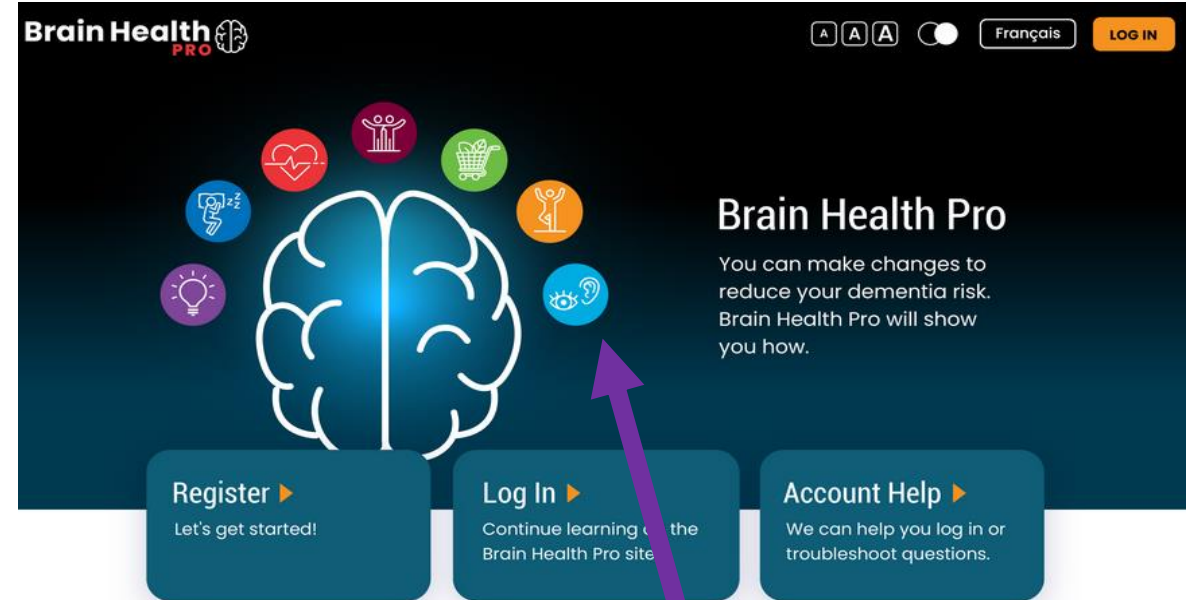 Brain Health
PRO
A A A Français LOG IN
z z z
Brain Health Pro
You can make changes to
reduce your dementia risk.
Brain Health Pro will show
you how.
Register
Let's get started!
Log In
Continue learning the
Brain Health Pro site
Account Help
We can help you log in or
troubleshoot questions.